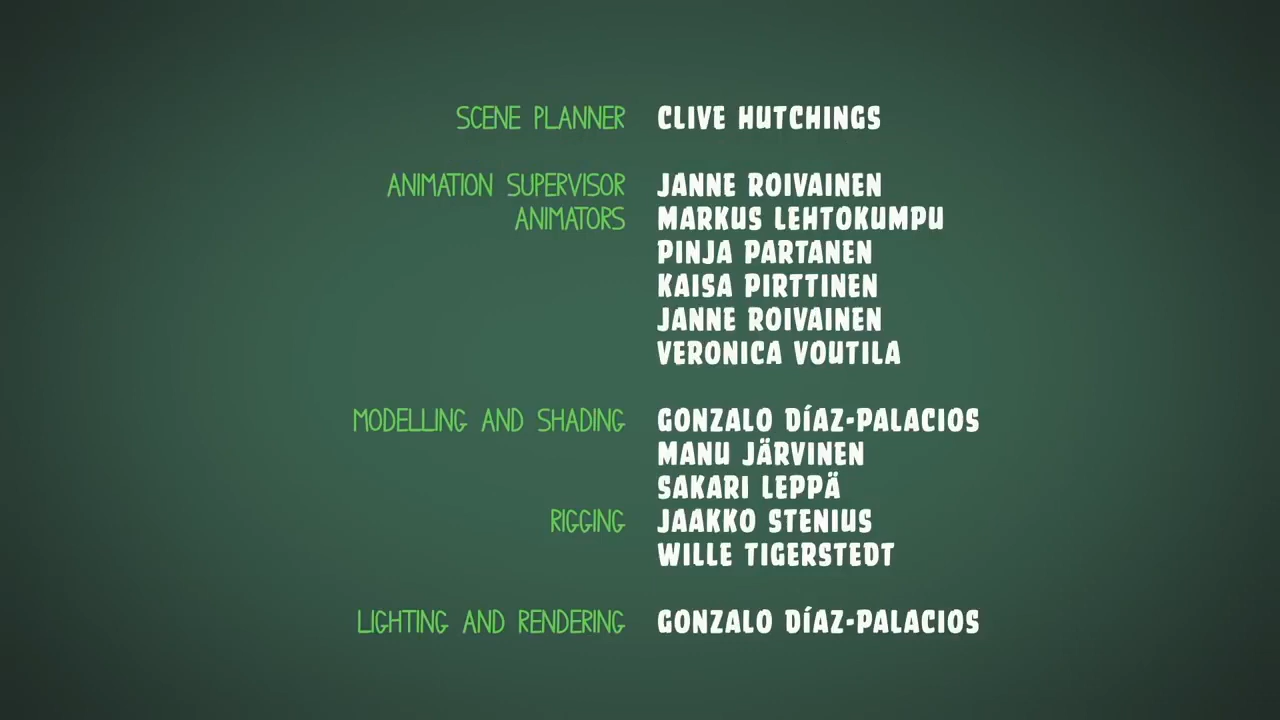 SCENE PLANNER CLIVE HUTCHINGS
ANIMATION SUPERVISOR JANNE ROIVAINEN
ANIMATORS MARKUS LEHTOKUMPU
PINJA PARTANEN
KAISA PIRTTINEN
JANNE ROIVAINEN
VERONICA VOUTILA
MODELLING AND SHADING GONZALO DÍAZ-PALACIOS
MANU JÄRVINEN
SAKARI LEPPÄ
RIGGING JAAKKO STENIUS
WILLE TIGERSTEDT
LIGHTING AND RENDERING GONZALO DÍAZ-PALACIOS